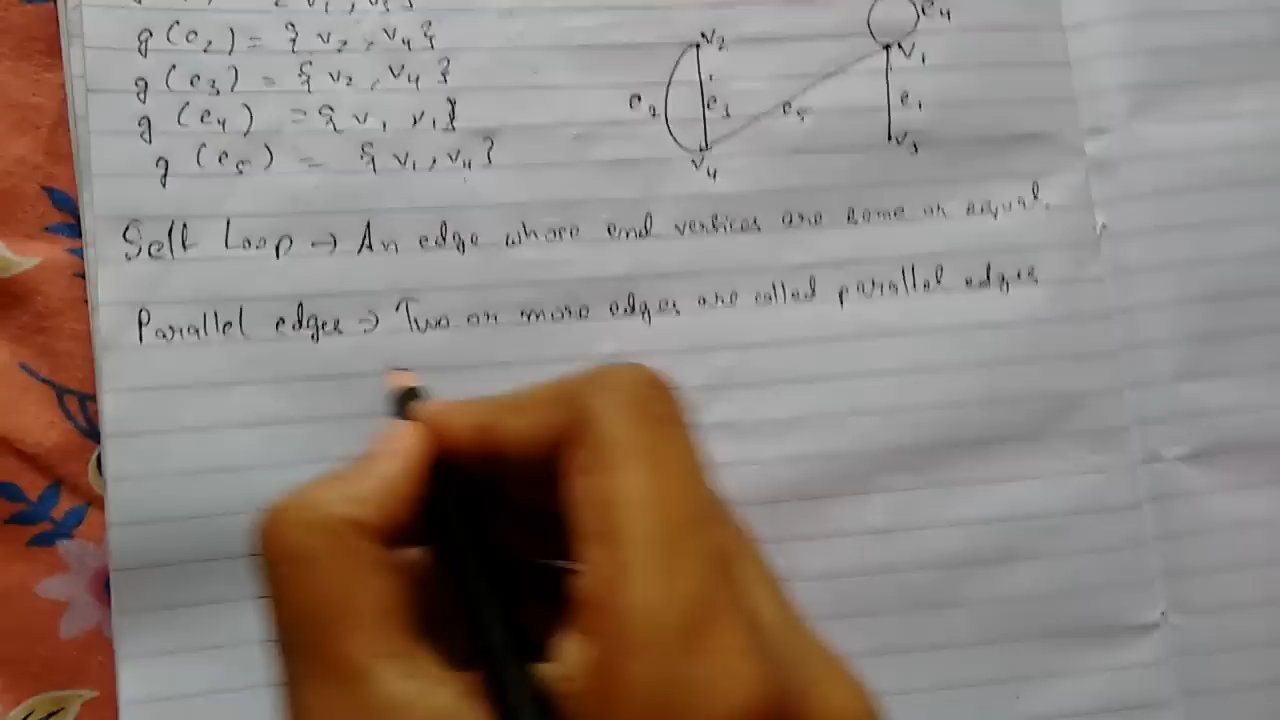 g(e₂) = { v₂, v₄ }
g(e₃) = { v₂, v₄ }
g(e₄) = { v₁, v₁ }
g(e₅) = { v₁, v₄ }
e₄
v₂
v₁
e₂
e₃
e₅
e₁
v₃
v₄
Self Loop → An edge whose end vertices are same or equal.
Parallel edges → Two or more edges are called parallel edges